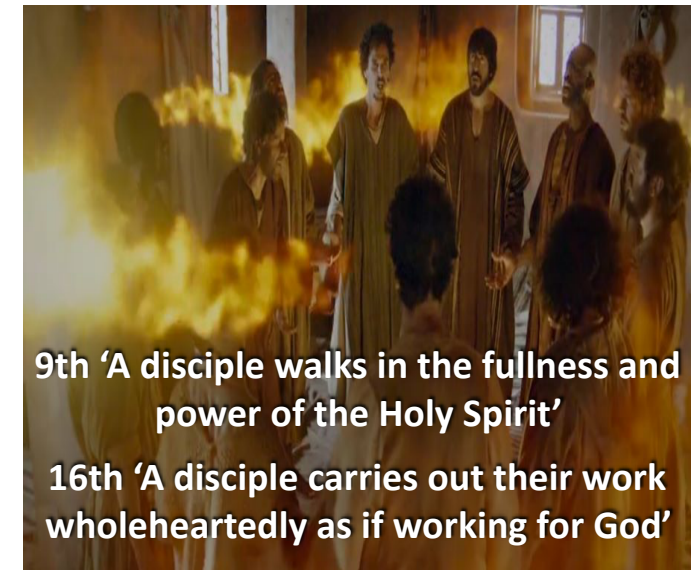 9th ‘A disciple walks in the fullness and
power of the Holy Spirit’
16th ‘A disciple carries out their work
wholeheartedly as if working for God’